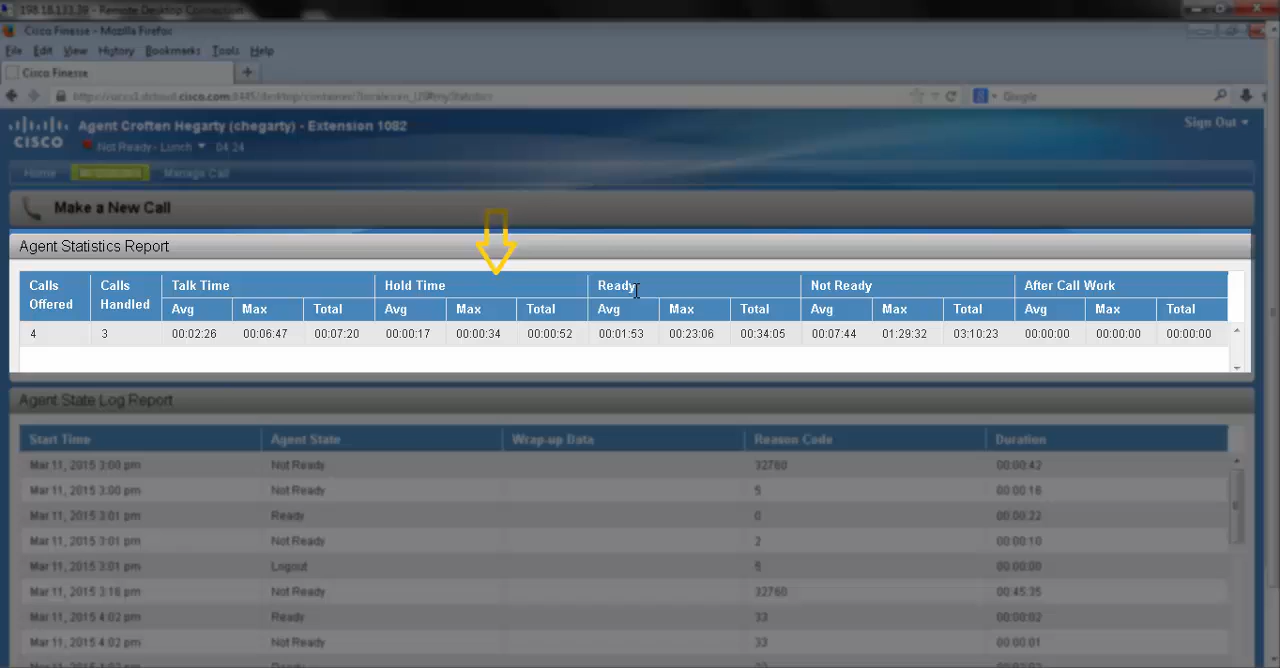 198.18.133.39 - Remote Desktop Connection
Cisco Finesse - Mozilla Firefox
File Edit View History Bookmarks Tools Help
Cisco Finesse
Google
CISCO
Agent Croften Hegarty (chegarty) - Extension 1082
Sign Out
Not Ready - Lunch 04:24
Home Manage Call
Make a New Call
Agent Statistics Report
Calls Offered Calls Handled Talk Time Hold Time Ready Not Ready After Call Work
Avg Max Total Avg Max Total Avg Max Total Avg Max Total Avg Max Total
4 3 00:02:26 00:06:47 00:07:20 00:00:17 00:00:34 00:00:52 00:01:53 00:23:06 00:34:05 00:07:44 01:29:32 03:10:23 00:00:00 00:00:00 00:00:00
Agent State Log Report
Start Time Agent State Wrap-up Data Reason Code Duration
Mar 11, 2015 3:00 pm Not Ready 32760 00:00:42
Mar 11, 2015 3:00 pm Not Ready 5 00:00:16
Mar 11, 2015 3:01 pm Ready 0 00:00:22
Mar 11, 2015 3:01 pm Not Ready 2 00:00:10
Mar 11, 2015 3:01 pm Logout 5 00:00:00
Mar 11, 2015 3:16 pm Not Ready 32760 00:45:35
Mar 11, 2015 4:02 pm Ready 33 00:00:02
Mar 11, 2015 4:02 pm Not Ready 33 00:00:01